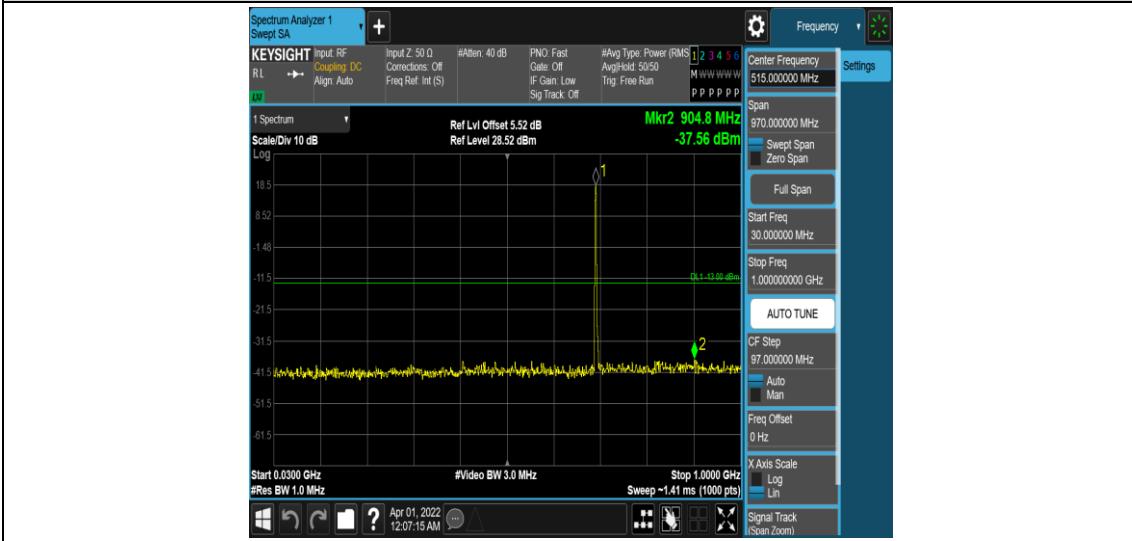 Spectrum Analyzer 1
Swept SA
+
Frequency
KEYSIGHT
RL
Input: RF
Coupling: DC
Align: Auto
Input Z: 50 Ω
Corrections: Off
Freq Ref: Int (S)
#Atten: 40 dB
PNO: Fast
Gate: Off
IF Gain: Low
Sig Track: Off
#Avg Type: Power (RMS
Avg|Hold: 50/50
Trig: Free Run
1 2 3 4 5 6
M W W W W W
P P P P P P
1 Spectrum
Scale/Div 10 dB
Log
Ref Lvl Offset 5.52 dB
Ref Level 28.52 dBm
Mkr2 904.8 MHz
-37.56 dBm
1
18.5
8.52
-1.48
-11.5
DL1 -13.00 dBm
-21.5
-31.5
2
-41.5
-51.5
-61.5
Start 0.0300 GHz
#Res BW 1.0 MHz
#Video BW 3.0 MHz
Stop 1.0000 GHz
Sweep ~1.41 ms (1000 pts)
Center Frequency
515.000000 MHz
Settings
Span
970.000000 MHz
Swept Span
Zero Span
Full Span
Start Freq
30.000000 MHz
Stop Freq
1.000000000 GHz
AUTO TUNE
CF Step
97.000000 MHz
Auto
Man
Freq Offset
0 Hz
X Axis Scale
Log
Lin
Signal Track
(Span Zoom)
?
Apr 01, 2022
12:07:15 AM